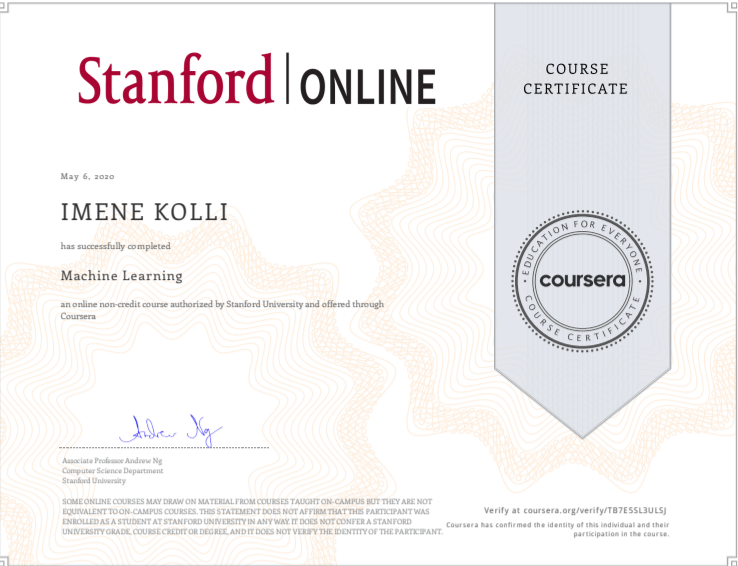 Stanford | ONLINE
COURSE
CERTIFICATE
May 6, 2020
IMENE KOLLI
has successfully completed
Machine Learning
an online non-credit course authorized by Stanford University and offered through
Coursera
EDUCATION FOR EVERYONE
coursera
COURSE CERTIFICATE
Andrew Ng
Associate Professor Andrew Ng
Computer Science Department
Stanford University
SOME ONLINE COURSES MAY DRAW ON MATERIAL FROM COURSES TAUGHT ON-CAMPUS BUT THEY ARE NOT
EQUIVALENT TO ON-CAMPUS COURSES. THIS STATEMENT DOES NOT AFFIRM THAT THIS PARTICIPANT WAS
ENROLLED AS A STUDENT AT STANFORD UNIVERSITY IN ANY WAY. IT DOES NOT CONFER A STANFORD
UNIVERSITY GRADE, COURSE CREDIT OR DEGREE, AND IT DOES NOT VERIFY THE IDENTITY OF THE PARTICIPANT.
Verify at coursera.org/verify/TB7E5SL3ULSJ
Coursera has confirmed the identity of this individual and their
participation in the course.